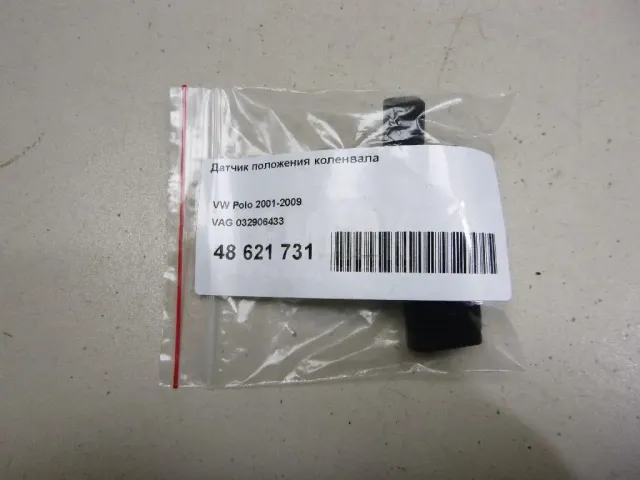 Датчик положения коленвала
VW Polo 2001-2009
VAG 032906433
48 621 731